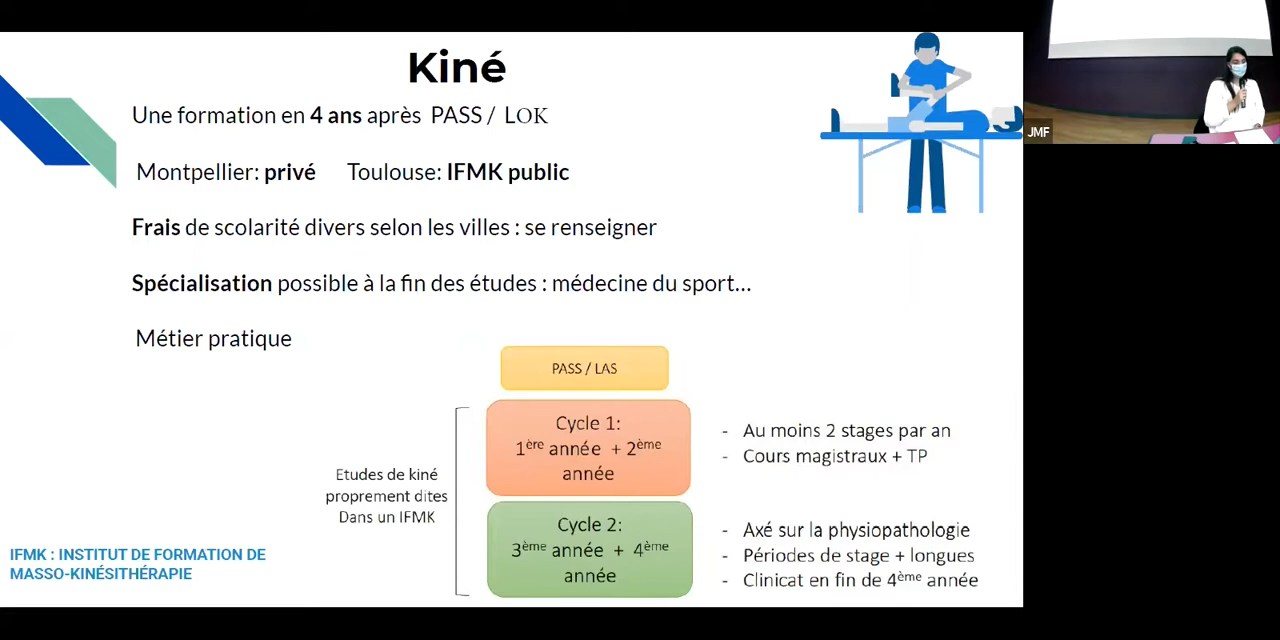 Kiné
Une formation en 4 ans après PASS / LOK
Montpellier: privé Toulouse: IFMK public
Frais de scolarité divers selon les villes : se renseigner
Spécialisation possible à la fin des études : médecine du sport...
Métier pratique
PASS / LAS
Etudes de kiné
proprement dites
Dans un IFMK
Cycle 1:
1ère année + 2ème
année
- Au moins 2 stages par an
- Cours magistraux + TP
Cycle 2:
3ème année + 4ème
année
- Axé sur la physiopathologie
- Périodes de stage + longues
- Clinicat en fin de 4ème année
IFMK : INSTITUT DE FORMATION DE
MASSO-KINÉSITHÉRAPIE
JMF